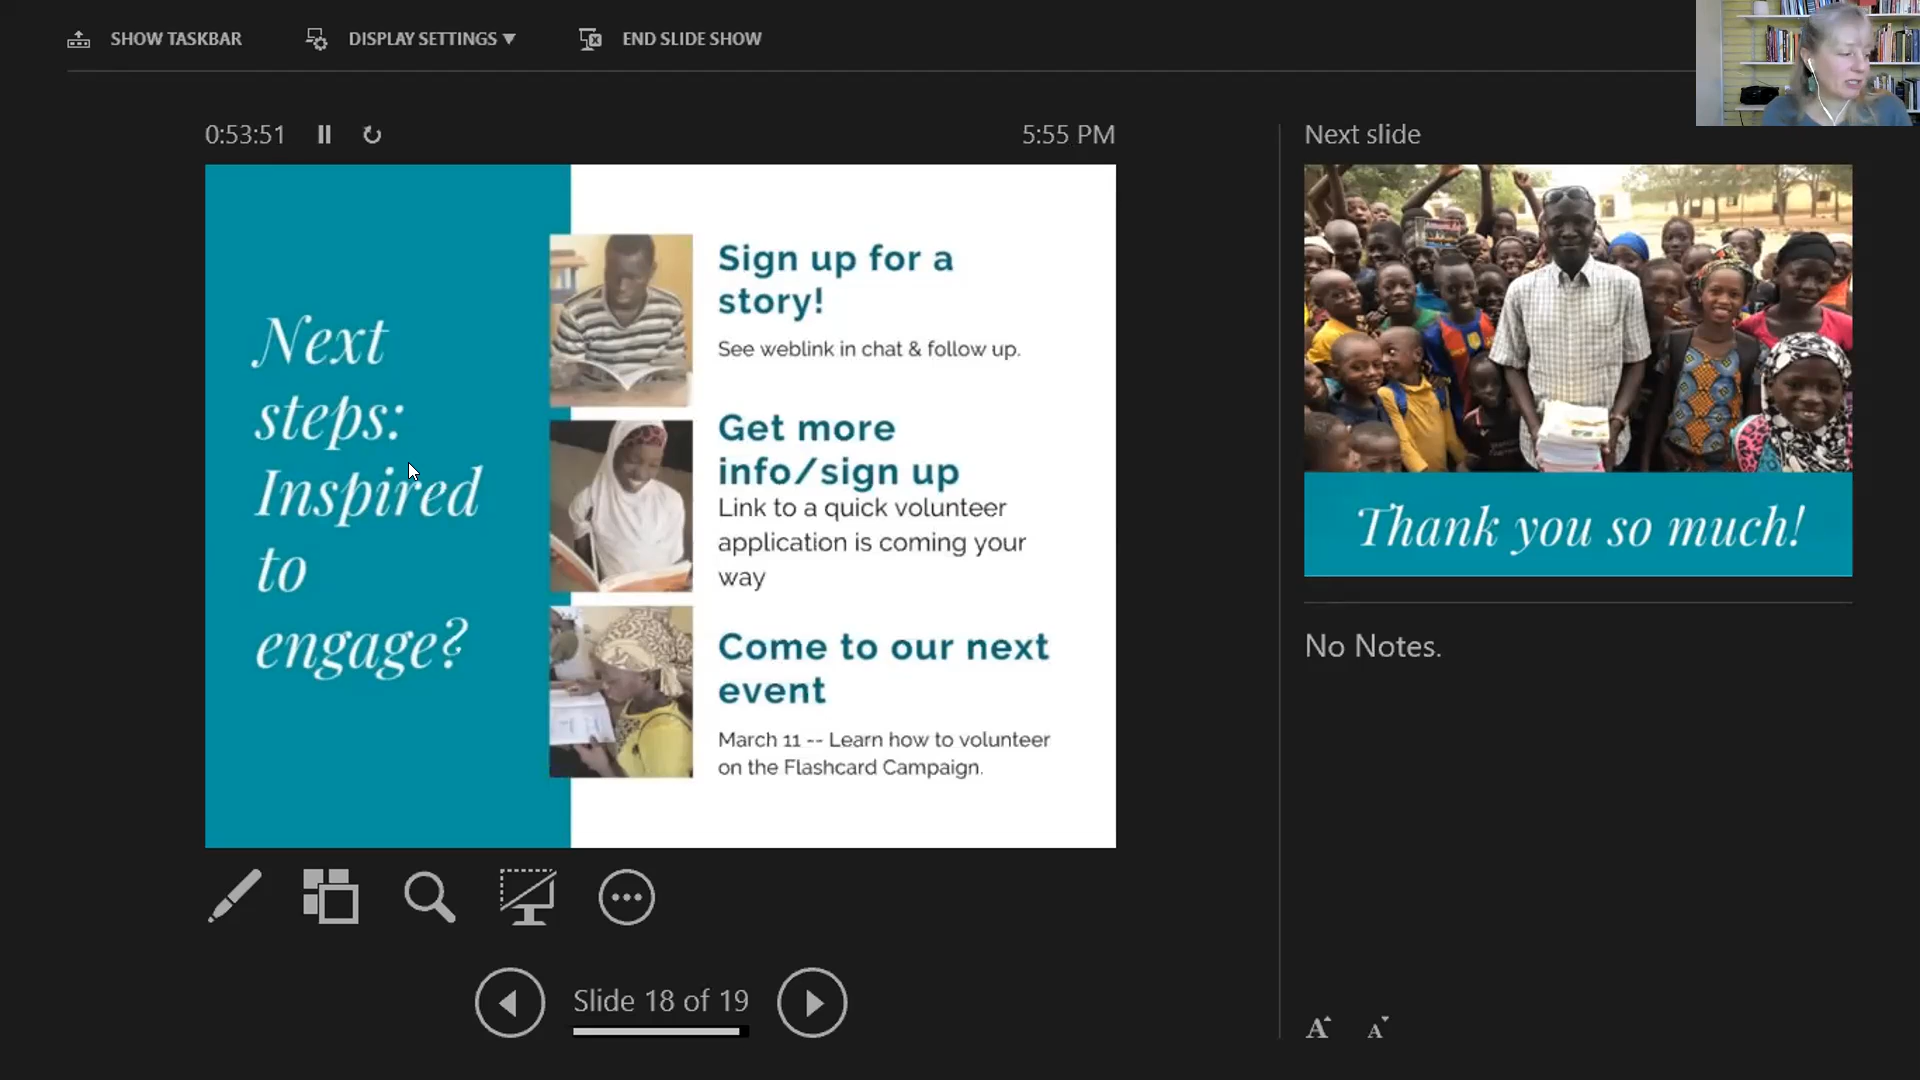 SHOW TASKBAR
DISPLAY SETTINGS ▼
END SLIDE SHOW
0:53:51
5:55 PM
Next slide
Next
steps:
Inspired
to
engage?
Sign up for a
story!
See weblink in chat & follow up.
Get more
info/sign up
Link to a quick volunteer
application is coming your
way
Come to our next
event
March 11 -- Learn how to volunteer
on the Flashcard Campaign.
Thank you so much!
No Notes.
Slide 18 of 19
A A